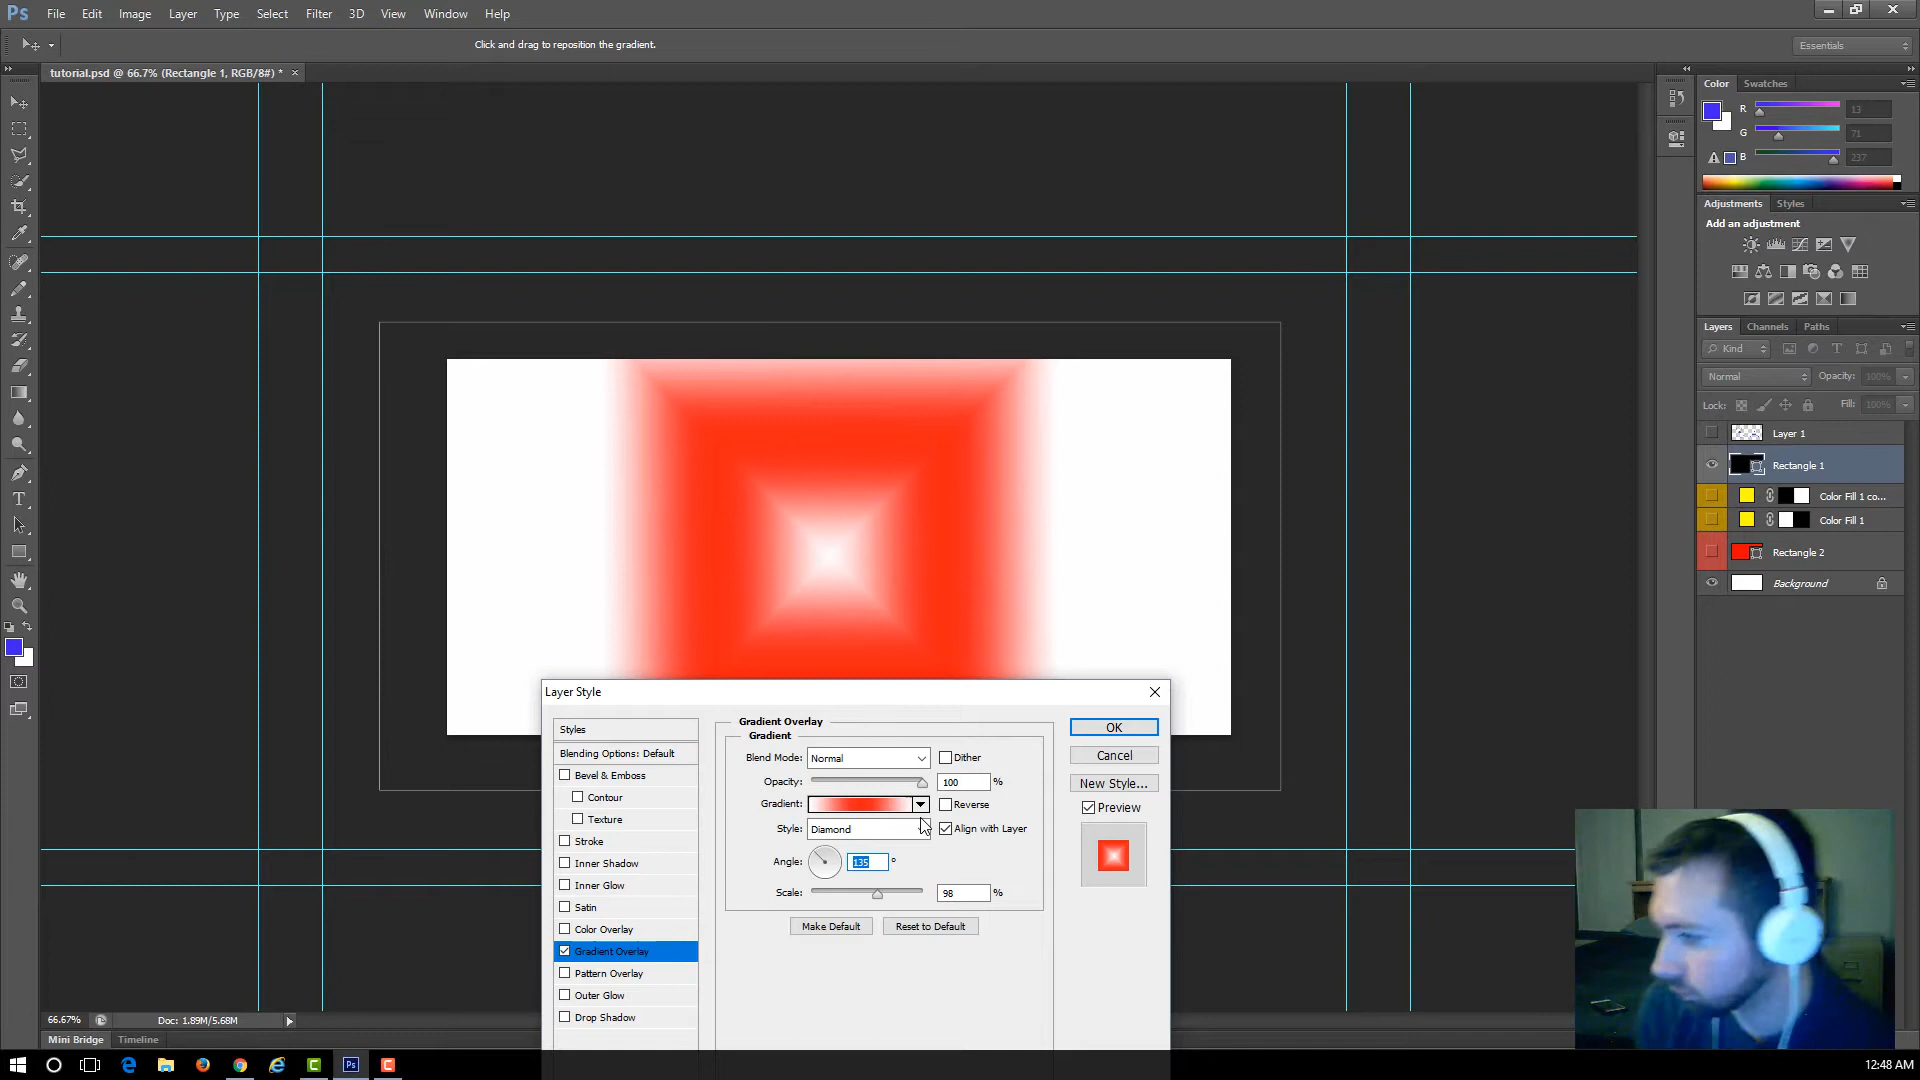 Ps File Edit Image Layer Type Select Filter 3D View Window Help
Click and drag to reposition the gradient.
Essentials
tutorial.psd @ 66.7% (Rectangle 1, RGB/8#) * ×
Color Swatches
R 13
G 71
B 237
Adjustments Styles
Add an adjustment
Layers Channels Paths
Kind
Normal Opacity: 100%
Lock: Fill: 100%
Layer 1
Rectangle 1
Color Fill 1 co...
Color Fill 1
Rectangle 2
Background
Layer Style
Styles
Blending Options: Default
Bevel & Emboss
Contour
Texture
Stroke
Inner Shadow
Inner Glow
Satin
Color Overlay
Gradient Overlay
Pattern Overlay
Outer Glow
Drop Shadow
Gradient Overlay
Gradient
Blend Mode: Normal Dither
Opacity: 100 %
Gradient: Reverse
Style: Diamond Align with Layer
Angle: 135 °
Scale: 98 %
Make Default Reset to Default
OK
Cancel
New Style...
Preview
66.67% Doc: 1.89M/5.68M
Mini Bridge Timeline
Ps
12:48 AM